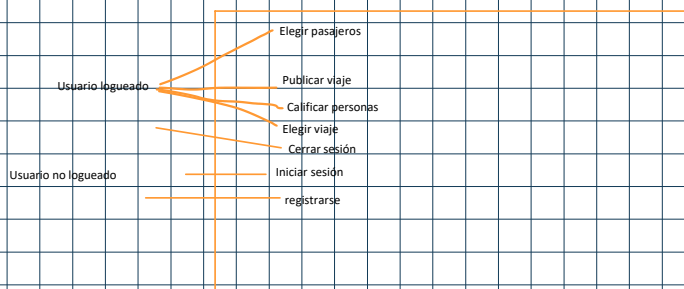 Elegir pasajeros
Publicar viaje
Usuario logueado
Calificar personas
Elegir viaje
Cerrar sesión
Iniciar sesión
Usuario no logueado
registrarse